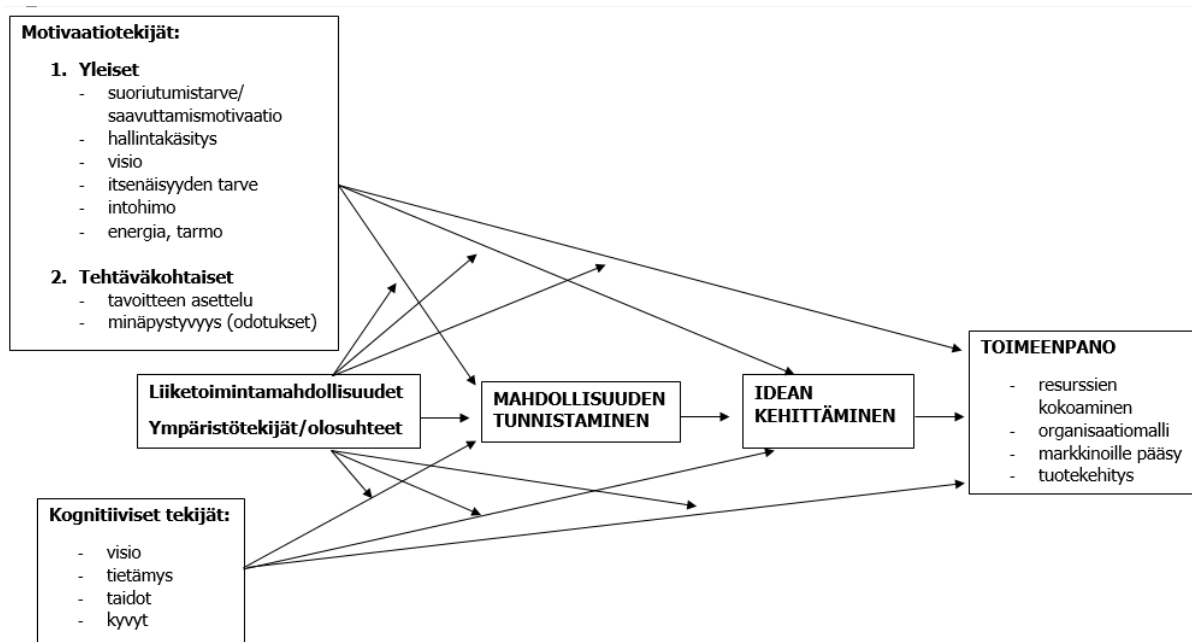 Motivaatiotekijät:
1. Yleiset
- suoriutumistarve/
saavuttamismotivaatio
- hallintakäsitys
- visio
- itsenäisyyden tarve
- intohimo
- energia, tarmo
2. Tehtäväkohtaiset
- tavoitteen asettelu
- minäpystyvyys (odotukset)
Liiketoimintamahdollisuudet
Ympäristötekijät/olosuhteet
MAHDOLLISUUDEN
TUNNISTAMINEN
IDEAN
KEHITTÄMINEN
TOIMEENPANO
- resurssien
kokoaminen
- organisaatiomalli
- markkinoille pääsy
- tuotekehitys
Kognitiiviset tekijät:
- visio
- tietämys
- taidot
- kyvyt